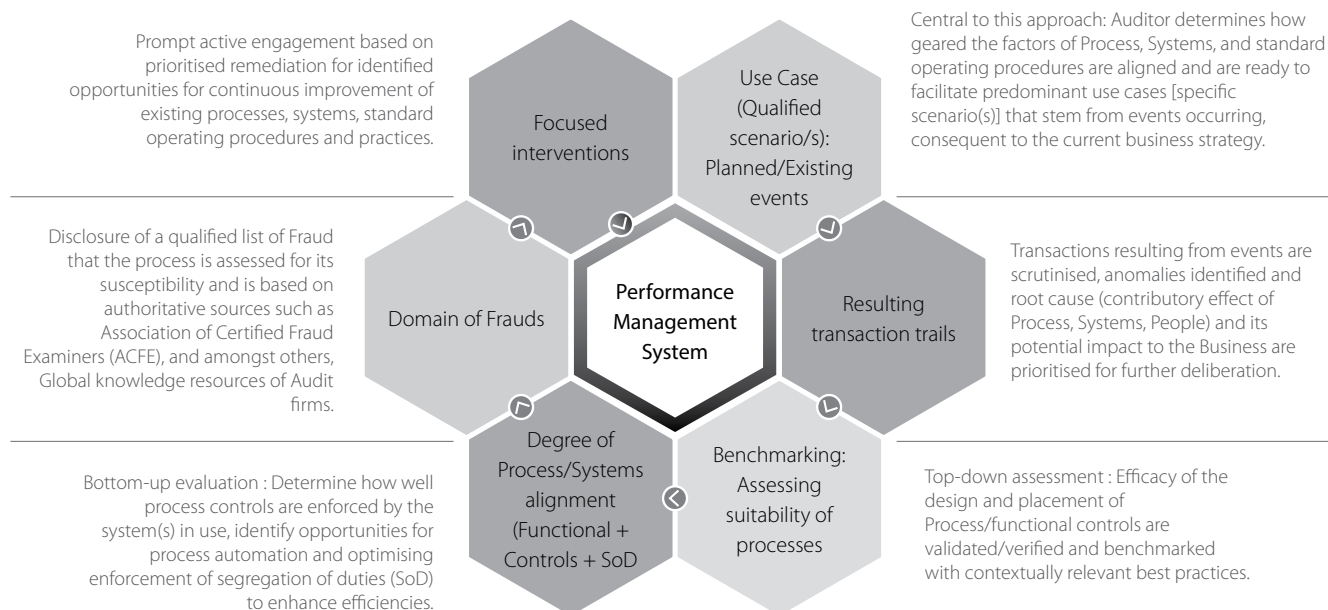 Prompt active engagement based on
prioritised remediation for identified
opportunities for continuous improvement of
existing processes, systems, standard
operating procedures and practices.
Focused
interventions
Use Case
(Qualified
scenario/s):
Planned/Existing
events
Central to this approach: Auditor determines how
geared the factors of Process, Systems, and standard
operating procedures are aligned and are ready to
facilitate predominant use cases [specific
scenario(s)] that stem from events occurring,
consequent to the current business strategy.
Disclosure of a qualified list of Fraud
that the process is assessed for its
susceptibility and is based on
authoritative sources such as
Association of Certified Fraud
Examiners (ACFE), and amongst others,
Global knowledge resources of Audit
firms.
Domain of Frauds
Performance
Management
System
Resulting
transaction trails
Transactions resulting from events are
scrutinised, anomalies identified and
root cause (contributory effect of
Process, Systems, People) and its
potential impact to the Business are
prioritised for further deliberation.
Bottom-up evaluation : Determine how well
process controls are enforced by the
system(s) in use, identify opportunities for
process automation and optimising
enforcement of segregation of duties (SoD)
to enhance efficiencies.
Degree of
Process/Systems
alignment
(Functional +
Controls + SoD
Benchmarking:
Assessing
suitability of
processes
Top-down assessment : Efficacy of the
design and placement of
Process/functional controls are
validated/verified and benchmarked
with contextually relevant best practices.